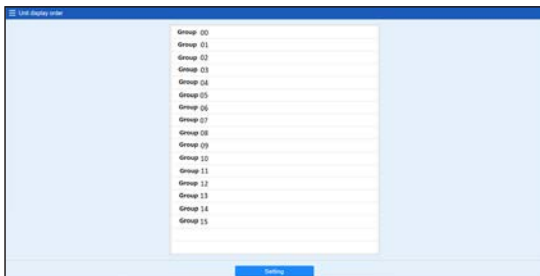 Unit display order
Group 00
Group 01
Group 02
Group 03
Group 04
Group 05
Group 06
Group 07
Group 08
Group 09
Group 10
Group 11
Group 12
Group 13
Group 14
Group 15
Setting